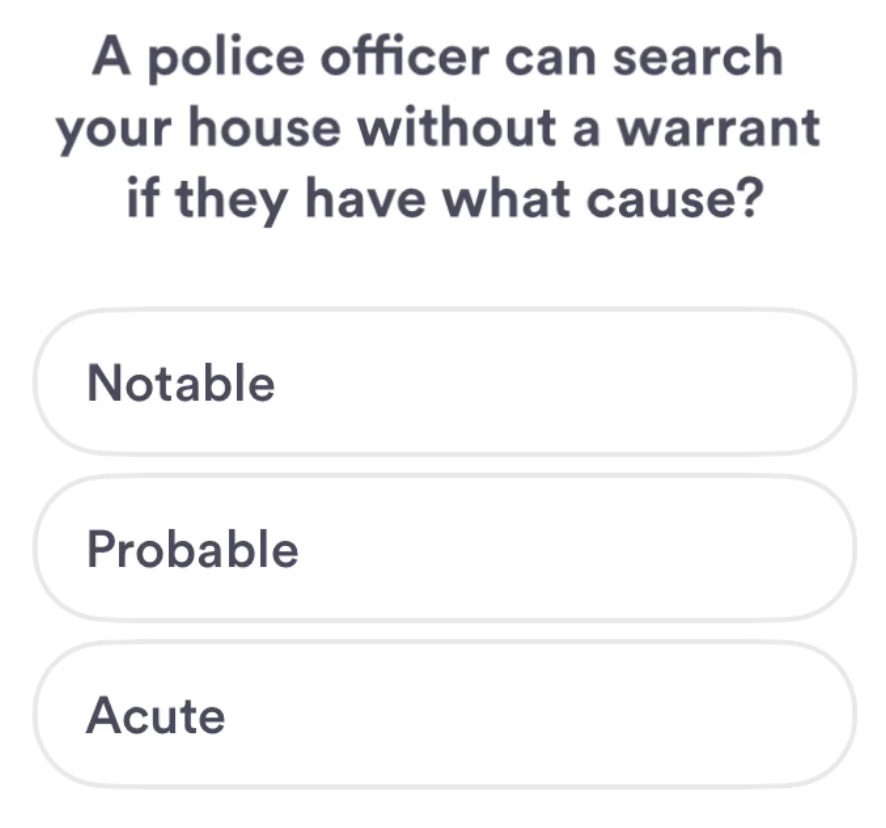 A police officer can search
your house without a warrant
if they have what cause?
Notable
Probable
Acute